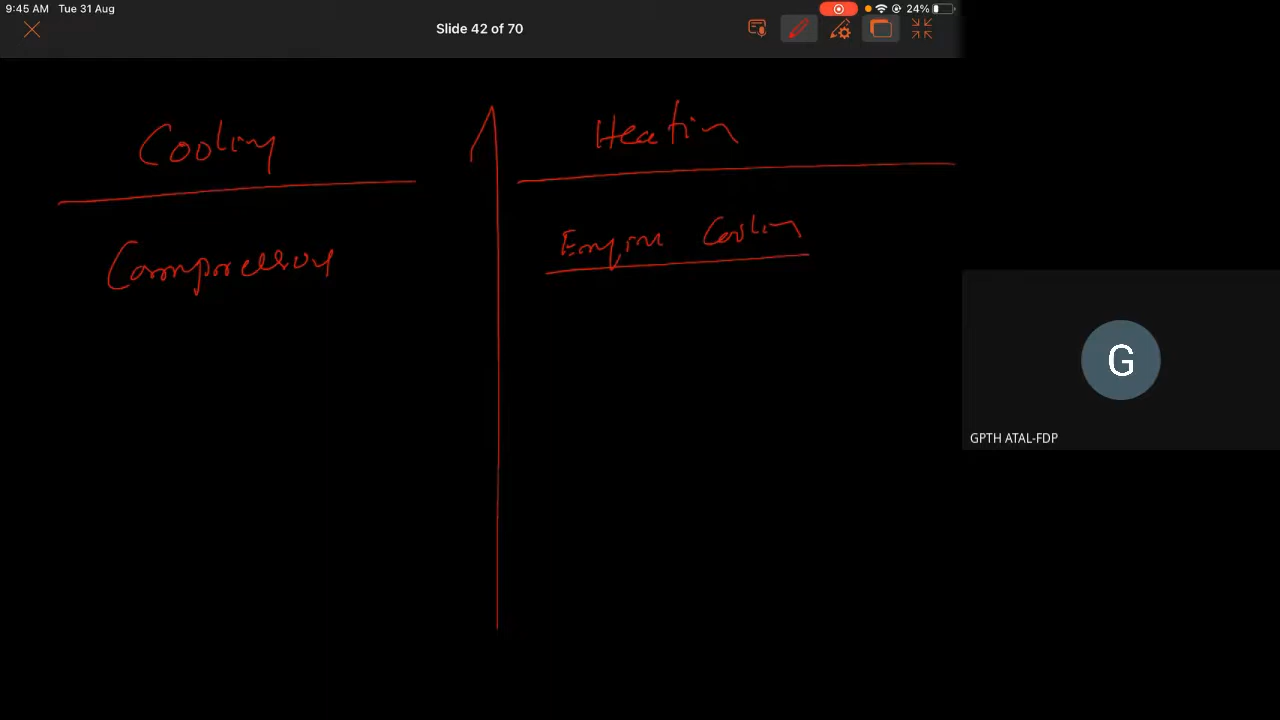 9:45 AM Tue 31 Aug 24%
Slide 42 of 70
Cooling
Heating
Engine Cooling
Compressor
G
GPTH ATAL-FDP